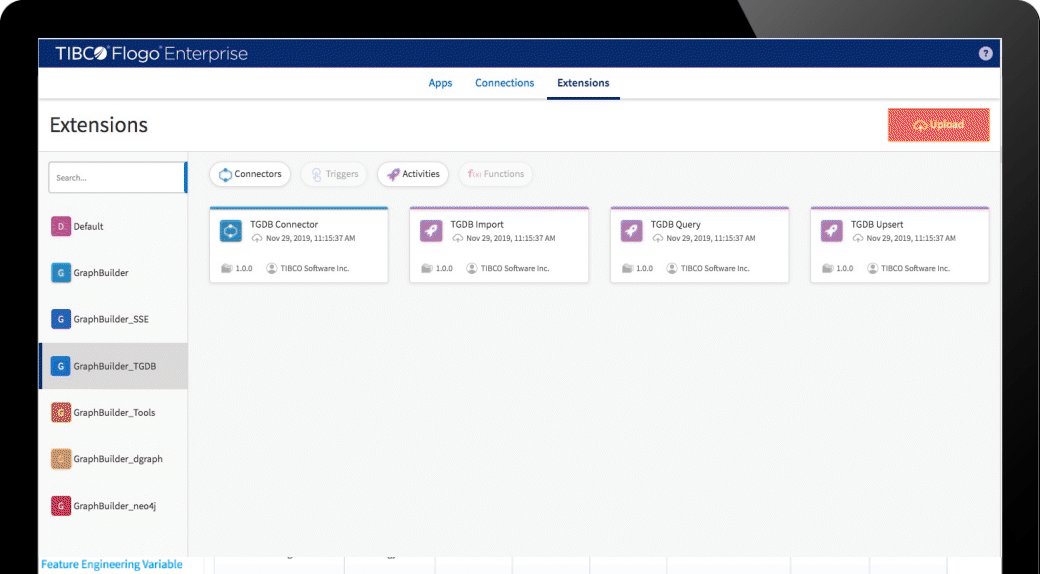 TIBCO Flogo Enterprise
?
Apps Connections Extensions
Extensions
Upload
Search...
Connectors Triggers Activities f(x) Functions
D Default
G GraphBuilder
G GraphBuilder_SSE
G GraphBuilder_TGDB
G GraphBuilder_Tools
GraphBuilder_dgraph
G GraphBuilder_neo4j
TGDB Connector
Nov 29, 2019, 11:15:37 AM
1.0.0 TIBCO Software Inc.
TGDB Import
Nov 29, 2019, 11:15:37 AM
1.0.0 TIBCO Software Inc.
TGDB Query
Nov 29, 2019, 11:15:37 AM
1.0.0 TIBCO Software Inc.
TGDB Upsert
Nov 29, 2019, 11:15:37 AM
1.0.0 TIBCO Software Inc.
Feature Engineering Variable